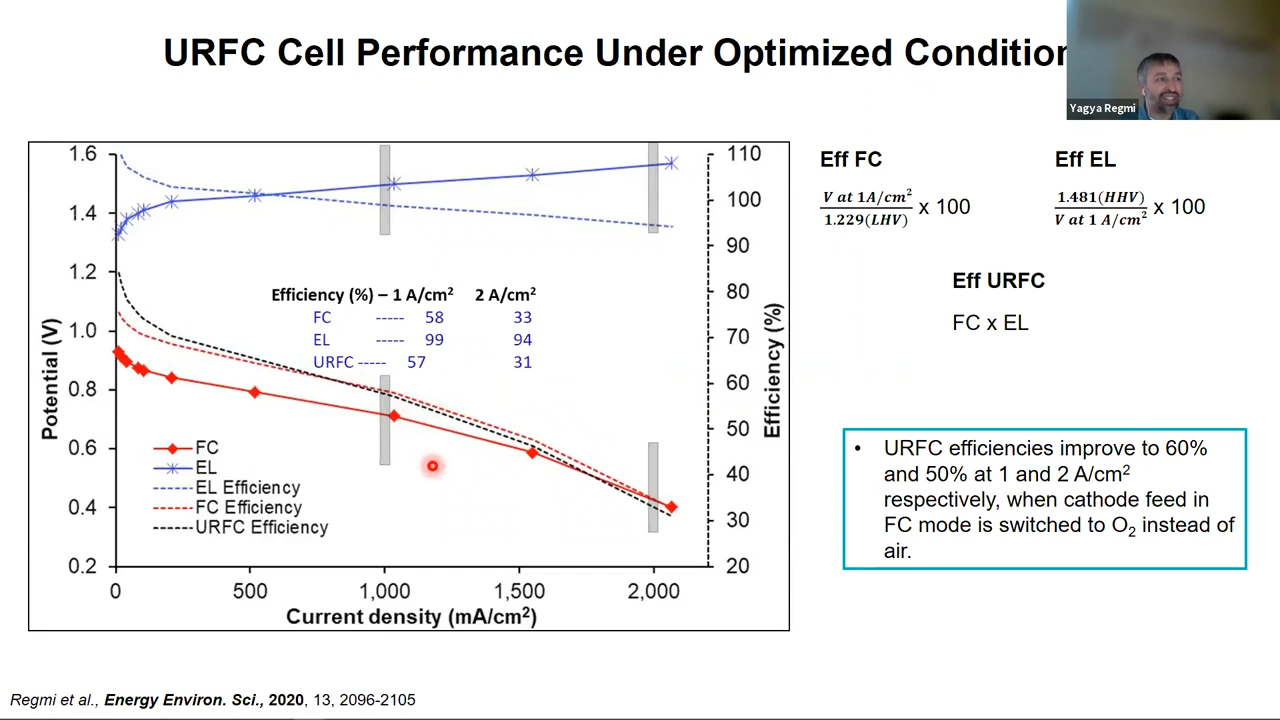 URFC Cell Performance Under Optimized Condition
Yagya Regmi
1.6
1.4
1.2
1.0
0.8
0.6
0.4
0.2
Potential (V)
110
100
90
80
70
60
50
40
30
20
Efficiency (%)
Efficiency (%) – 1 A/cm² 2 A/cm²
FC ----- 58 33
EL ----- 99 94
URFC ----- 57 31
FC
EL
EL Efficiency
FC Efficiency
URFC Efficiency
0 500 1,000 1,500 2,000
Current density (mA/cm²)
Eff FC
V at 1A/cm²
1.229(LHV)
x 100
Eff EL
1.481(HHV)
V at 1 A/cm²
x 100
Eff URFC
FC x EL
• URFC efficiencies improve to 60%
and 50% at 1 and 2 A/cm²
respectively, when cathode feed in
FC mode is switched to O₂ instead of
air.
Regmi et al., Energy Environ. Sci., 2020, 13, 2096-2105